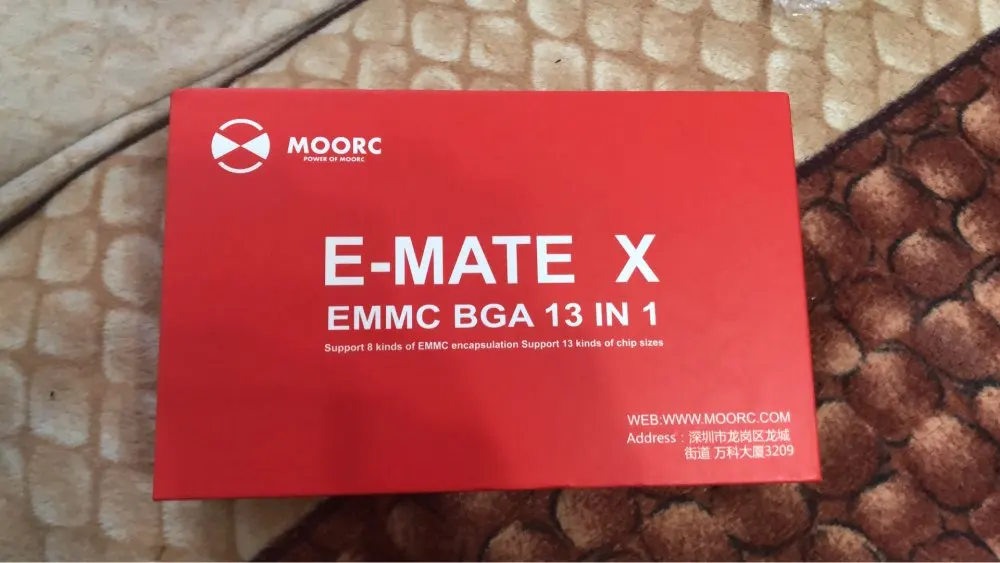 MOORC
POWER OF MOORC
E-MATE X
EMMC BGA 13 IN 1
Support 8 kinds of EMMC encapsulation Support 13 kinds of chip sizes
WEB:WWW.MOORC.COM
Address：深圳市龙岗区龙城
街道 万科大厦3209